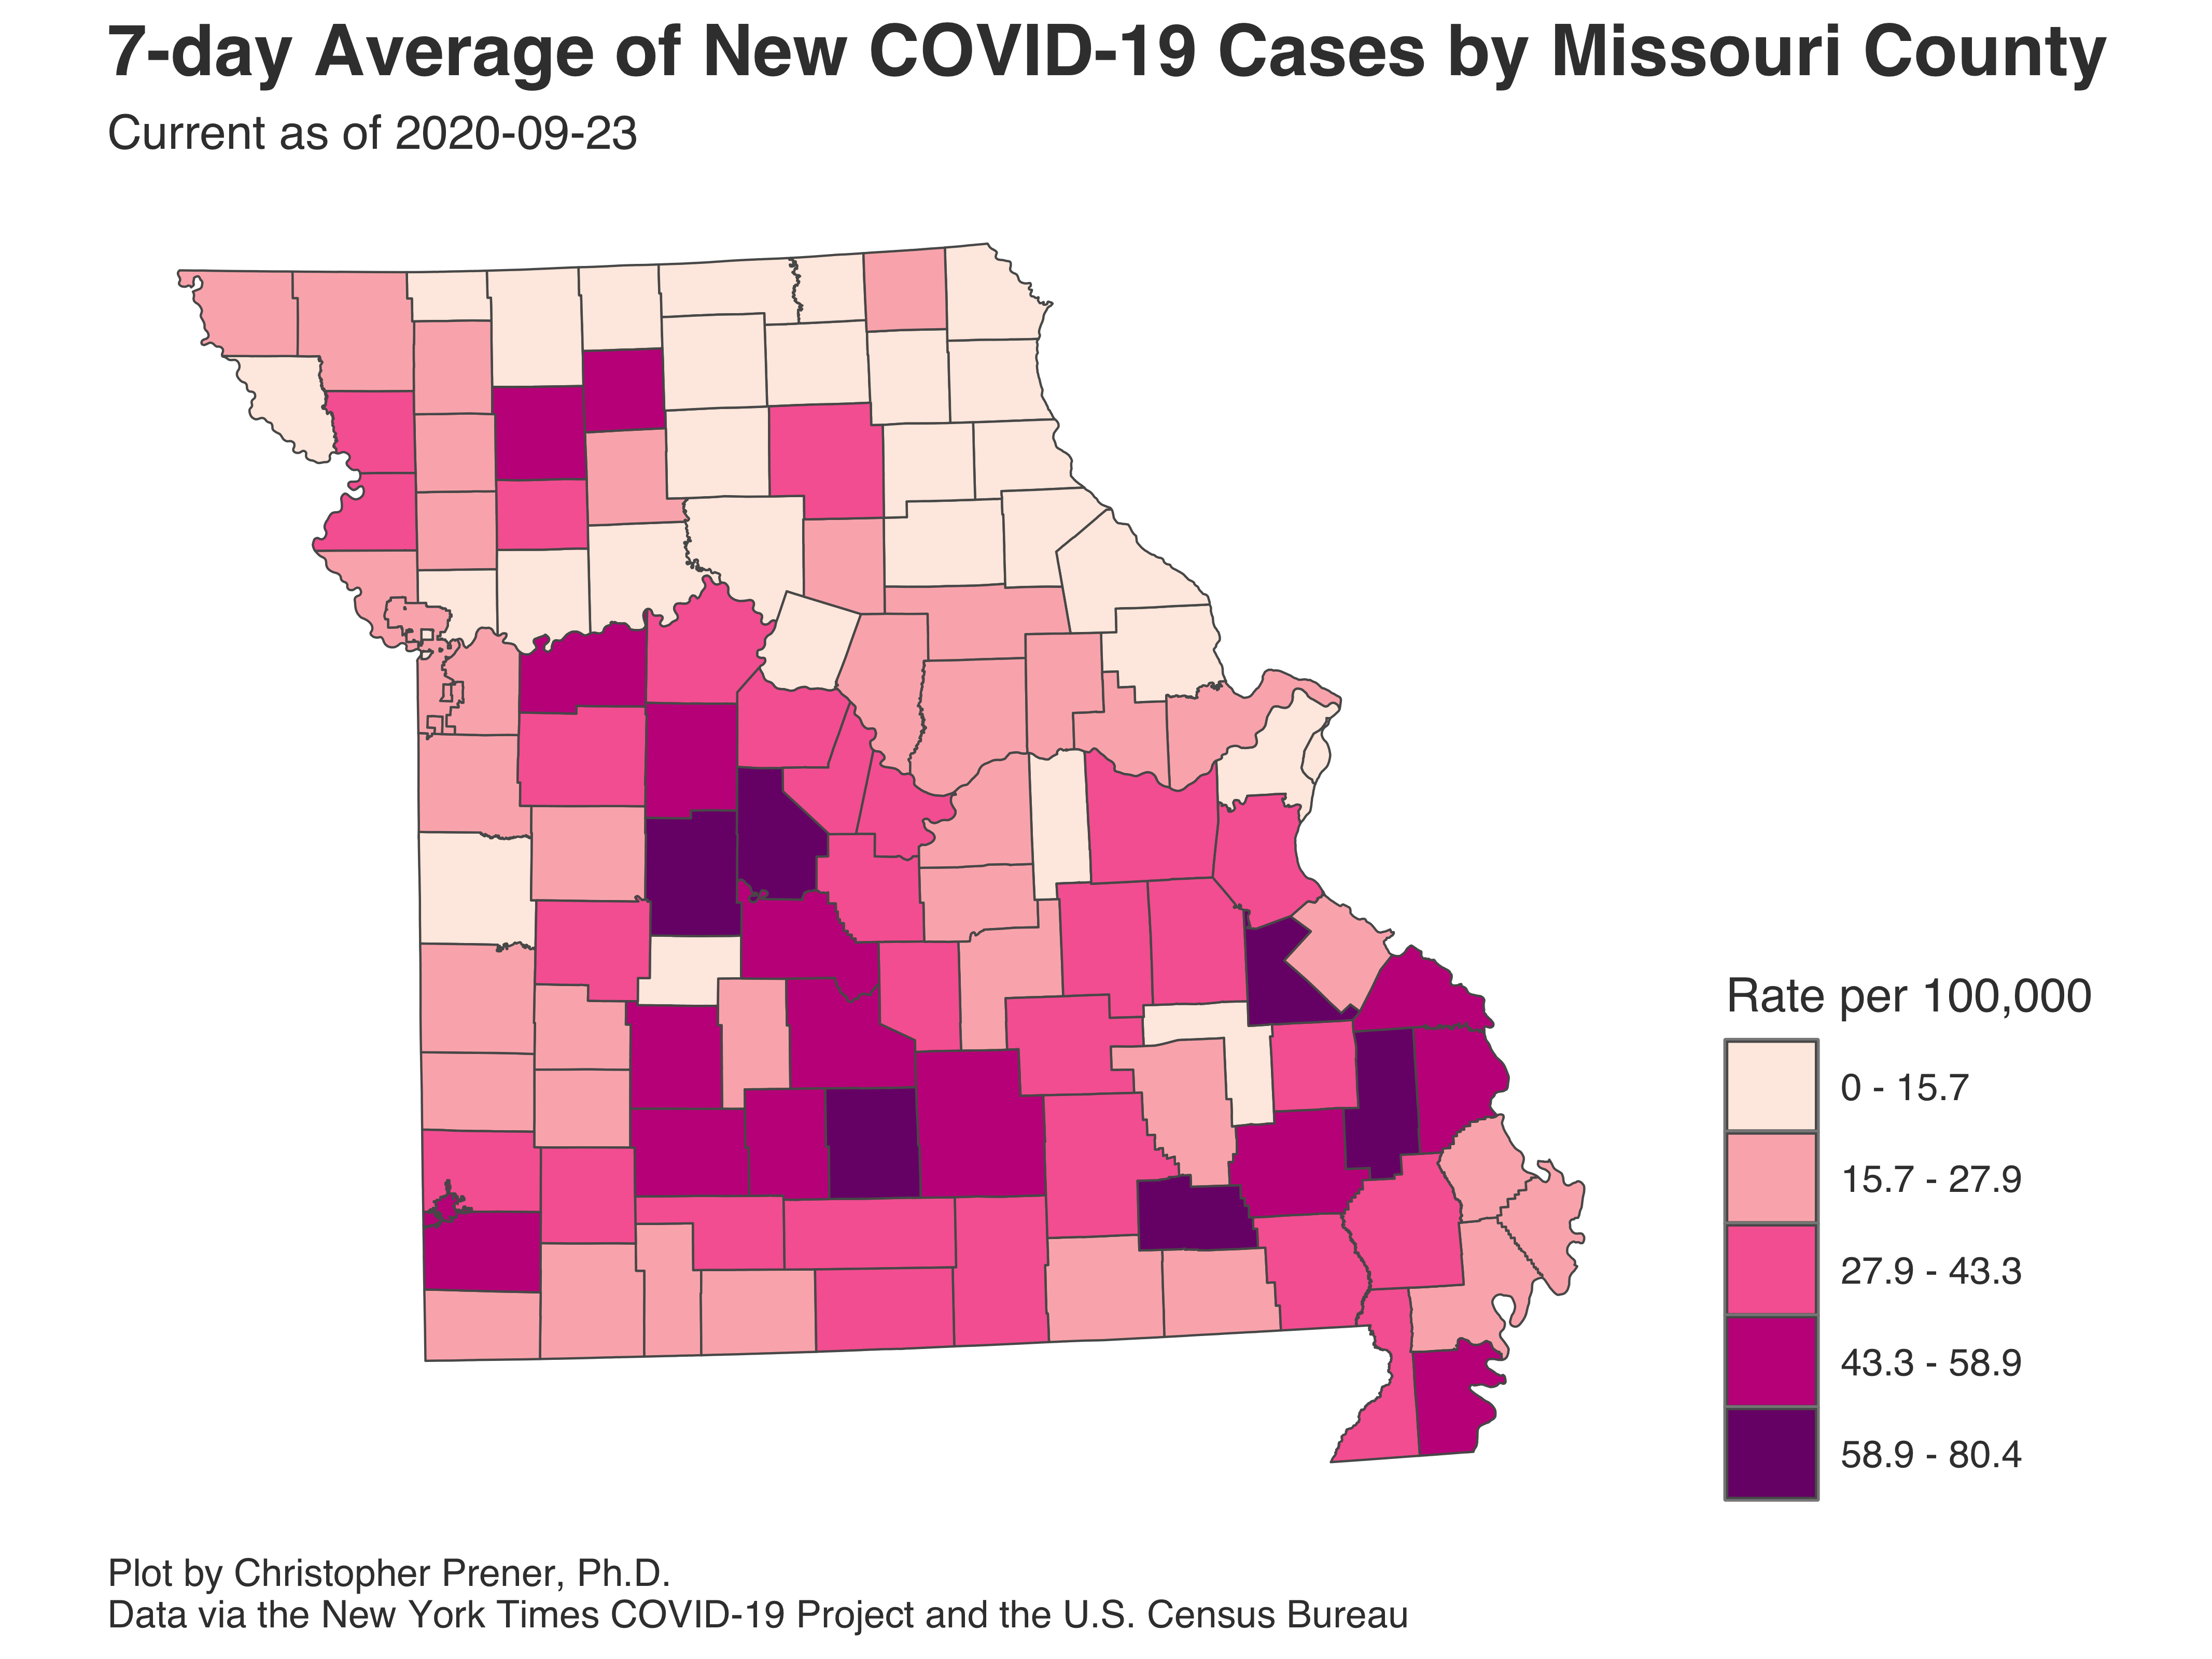 7-day Average of New COVID-19 Cases by Missouri County
Current as of 2020-09-23
Rate per 100,000
0 - 15.7
15.7 - 27.9
27.9 - 43.3
43.3 - 58.9
58.9 - 80.4
Plot by Christopher Prener, Ph.D.
Data via the New York Times COVID-19 Project and the U.S. Census Bureau